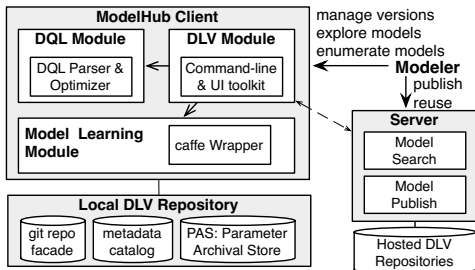 ModelHub Client
DQL Module
DQL Parser &
Optimizer
DLV Module
Command-line
& UI toolkit
Model Learning
Module
caffe Wrapper
Local DLV Repository
git repo
facade
metadata
catalog
PAS: Parameter
Archival Store
manage versions
explore models
enumerate models
Modeler
publish
reuse
Server
Model
Search
Model
Publish
Hosted DLV
Repositories